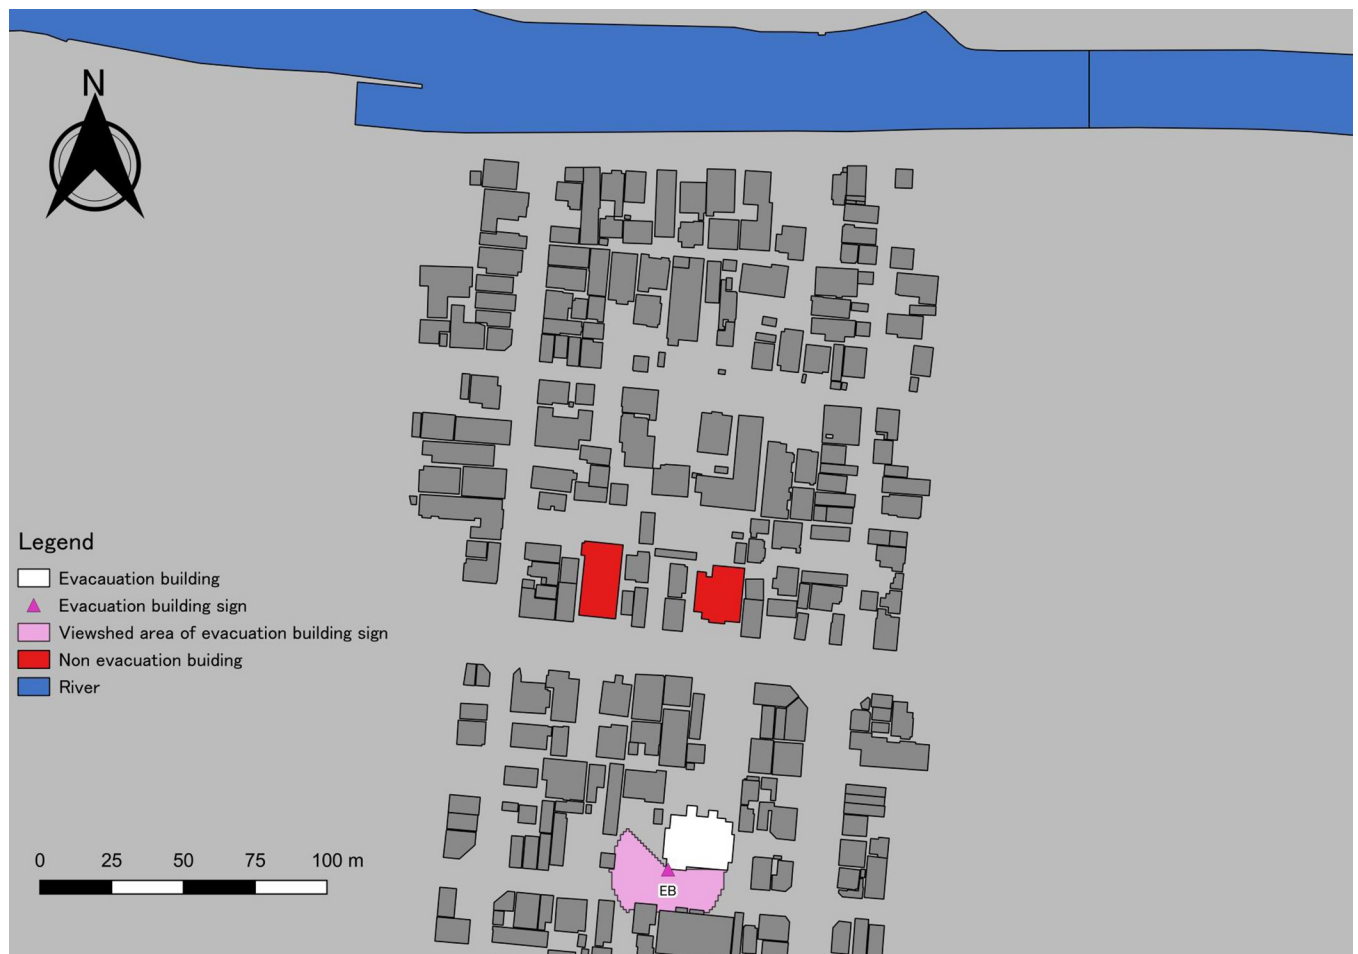 N
Legend
Evacauation building
Evacuation building sign
Viewshed area of evacuation building sign
Non evacuation buiding
River
0 25 50 75 100 m
EB